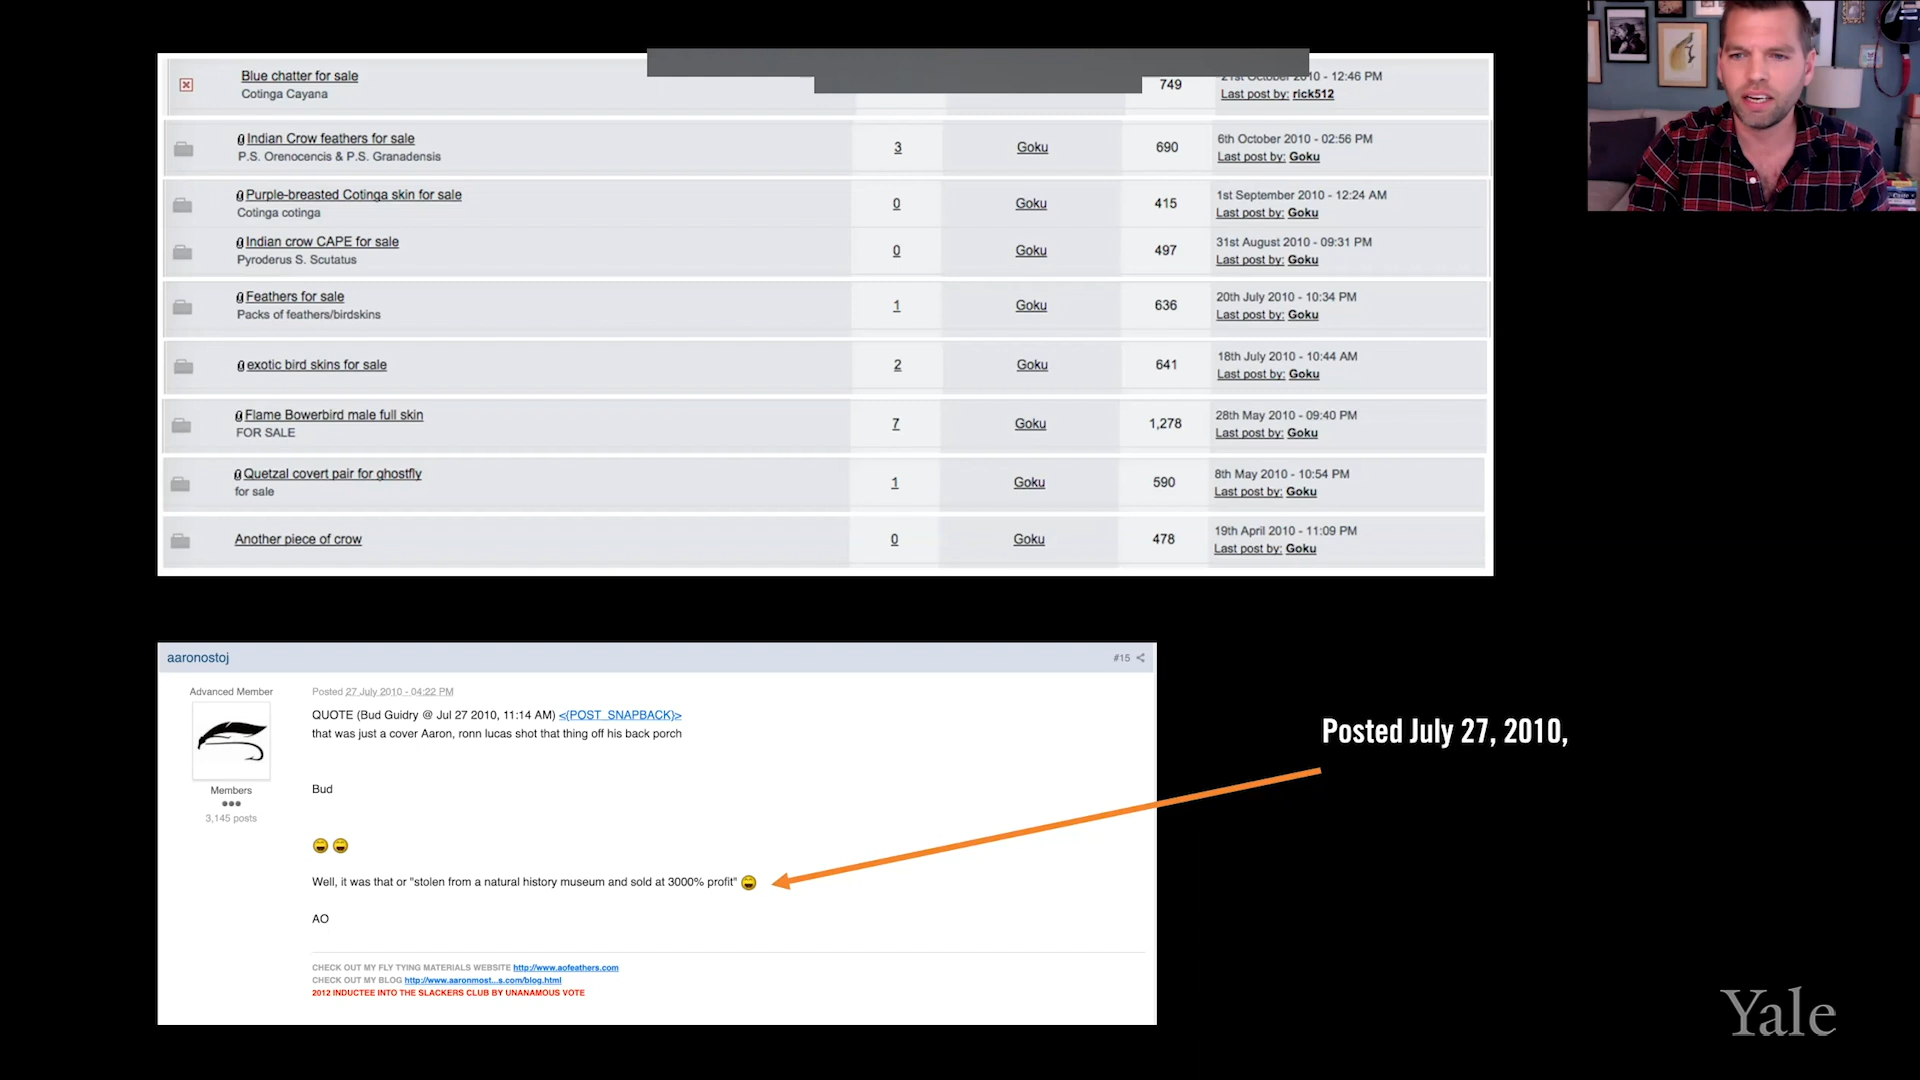 Blue chatter for sale
Cotinga Cayana
749
21st October 2010 - 12:46 PM
Last post by: rick512
Indian Crow feathers for sale
P.S. Orenocencis & P.S. Granadensis
3
Goku
690
6th October 2010 - 02:56 PM
Last post by: Goku
Purple-breasted Cotinga skin for sale
Cotinga cotinga
0
Goku
415
1st September 2010 - 12:24 AM
Last post by: Goku
Indian crow CAPE for sale
Pyroderus S. Scutatus
0
Goku
497
31st August 2010 - 09:31 PM
Last post by: Goku
Feathers for sale
Packs of feathers/birdskins
1
Goku
636
20th July 2010 - 10:34 PM
Last post by: Goku
exotic bird skins for sale
2
Goku
641
18th July 2010 - 10:44 AM
Last post by: Goku
Flame Bowerbird male full skin
FOR SALE
7
Goku
1,278
28th May 2010 - 09:40 PM
Last post by: Goku
Quetzal covert pair for ghostfly
for sale
1
Goku
590
8th May 2010 - 10:54 PM
Last post by: Goku
Another piece of crow
0
Goku
478
19th April 2010 - 11:09 PM
Last post by: Goku
aaronostoj
#15
Advanced Member
Members
3,145 posts
Posted 27 July 2010 - 04:22 PM
QUOTE (Bud Guidry @ Jul 27 2010, 11:14 AM) <{POST_SNAPBACK}>
that was just a cover Aaron, ronn lucas shot that thing off his back porch
Bud
Well, it was that or "stolen from a natural history museum and sold at 3000% profit"
AO
CHECK OUT MY FLY TYING MATERIALS WEBSITE http://www.aofeathers.com
CHECK OUT MY BLOG http://www.aaronmost...s.com/blog.html
2012 INDUCTEE INTO THE SLACKERS CLUB BY UNANAMOUS VOTE
Posted July 27, 2010,
Yale